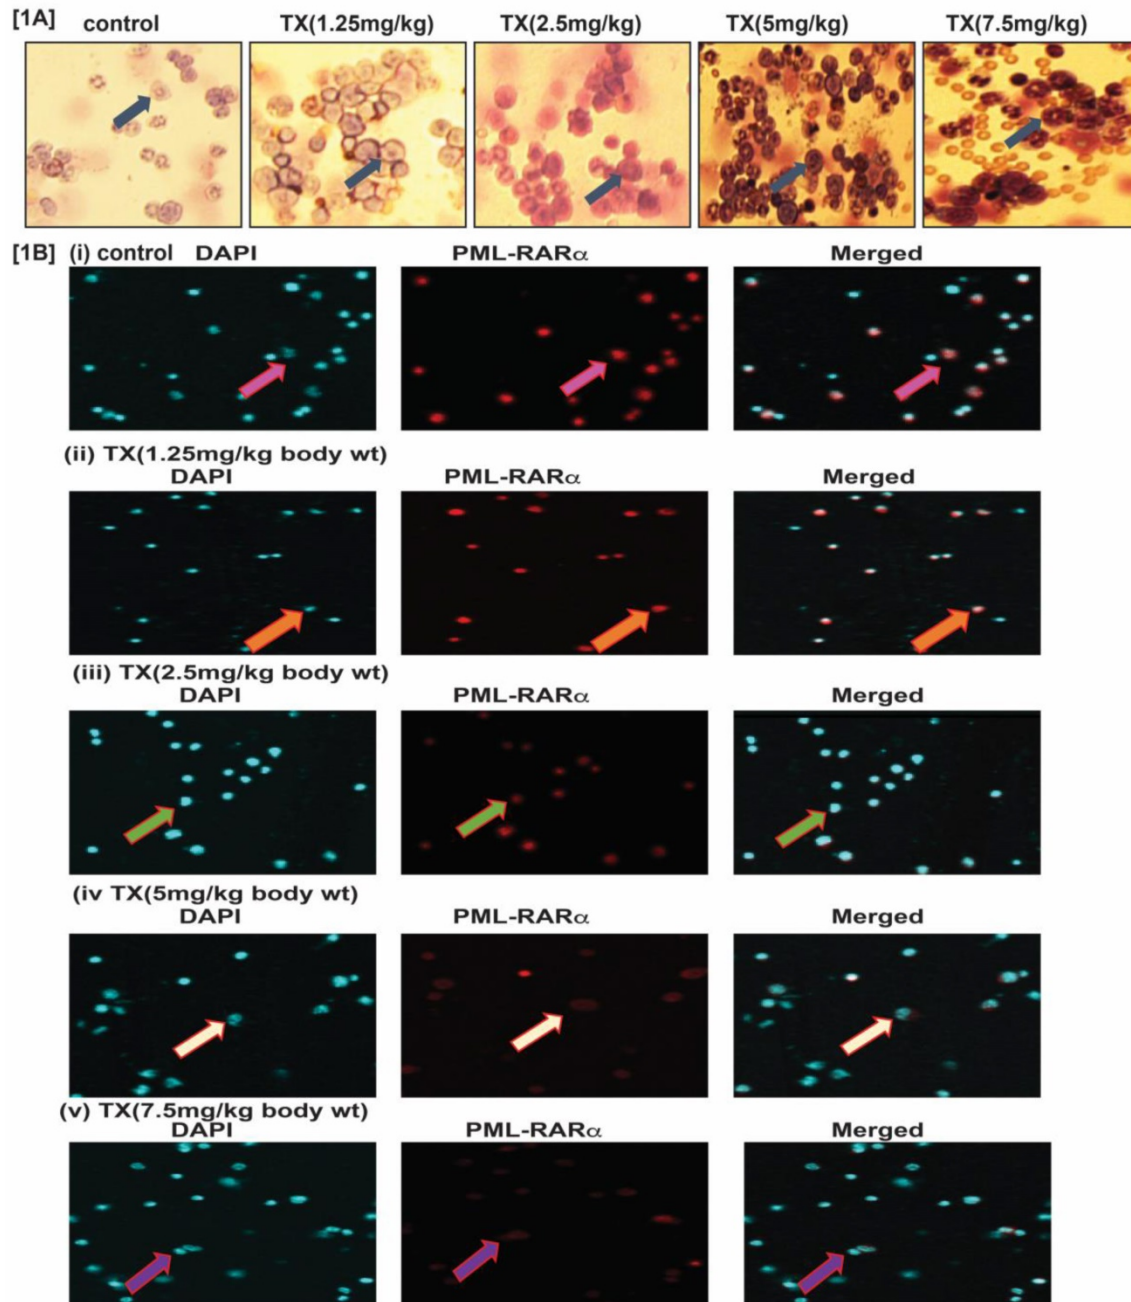 [1A] control TX(1.25mg/kg) TX(2.5mg/kg) TX(5mg/kg) TX(7.5mg/kg)
[1B] (i) control DAPI PML-RARα Merged
(ii) TX(1.25mg/kg body wt)
DAPI PML-RARα Merged
(iii) TX(2.5mg/kg body wt)
DAPI PML-RARα Merged
(iv TX(5mg/kg body wt)
DAPI PML-RARα Merged
(v) TX(7.5mg/kg body wt)
DAPI PML-RARα Merged